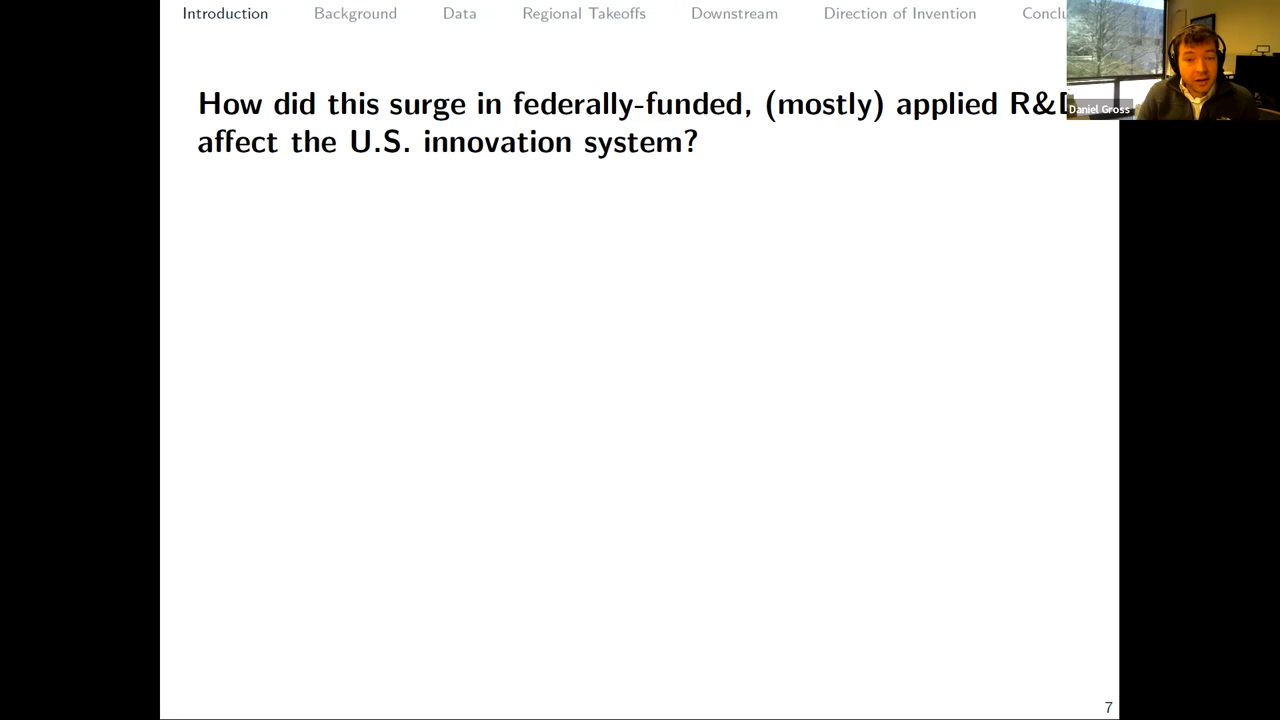 Introduction Background Data Regional Takeoffs Downstream Direction of Invention
Daniel Gross
How did this surge in federally-funded, (mostly) applied
affect the U.S. innovation system?
7